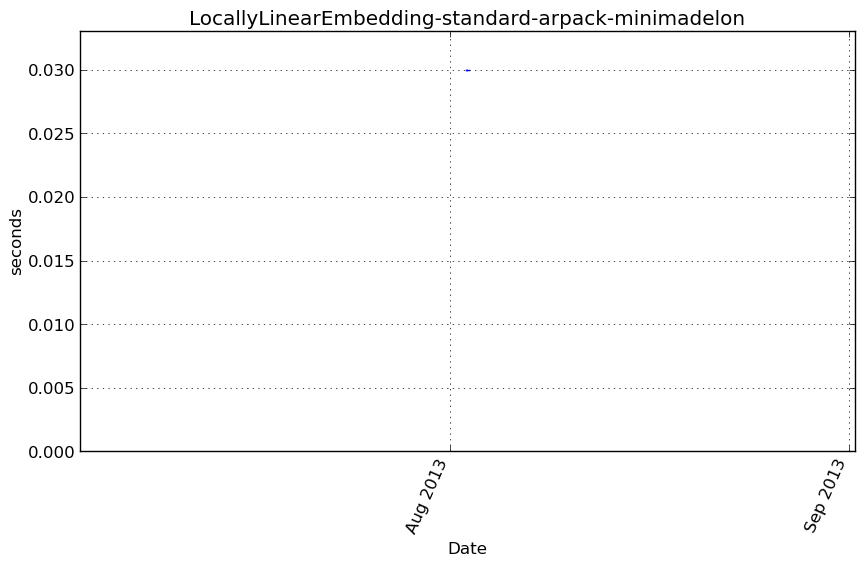 LocallyLinearEmbedding-standard-arpack-minimadelon
0.030
0.025
0.020
0.015
0.010
0.005
0.000
seconds
Aug 2013
Sep 2013
Date